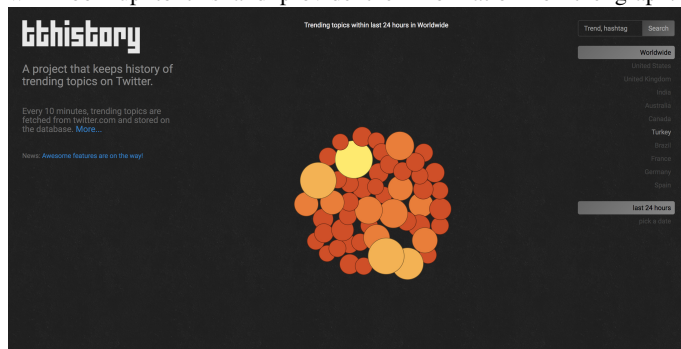 tthistory
A project that keeps history of
trending topics on Twitter.
Every 10 minutes, trending topics are
fetched from twitter.com and stored on
the database. More...
News: Awesome features are on the way!
Trending topics within last 24 hours in Worldwide
Trend, hashtag Search
Worldwide
United States
United Kingdom
India
Australia
Canada
Turkey
Brazil
France
Germany
Spain
last 24 hours
pick a date